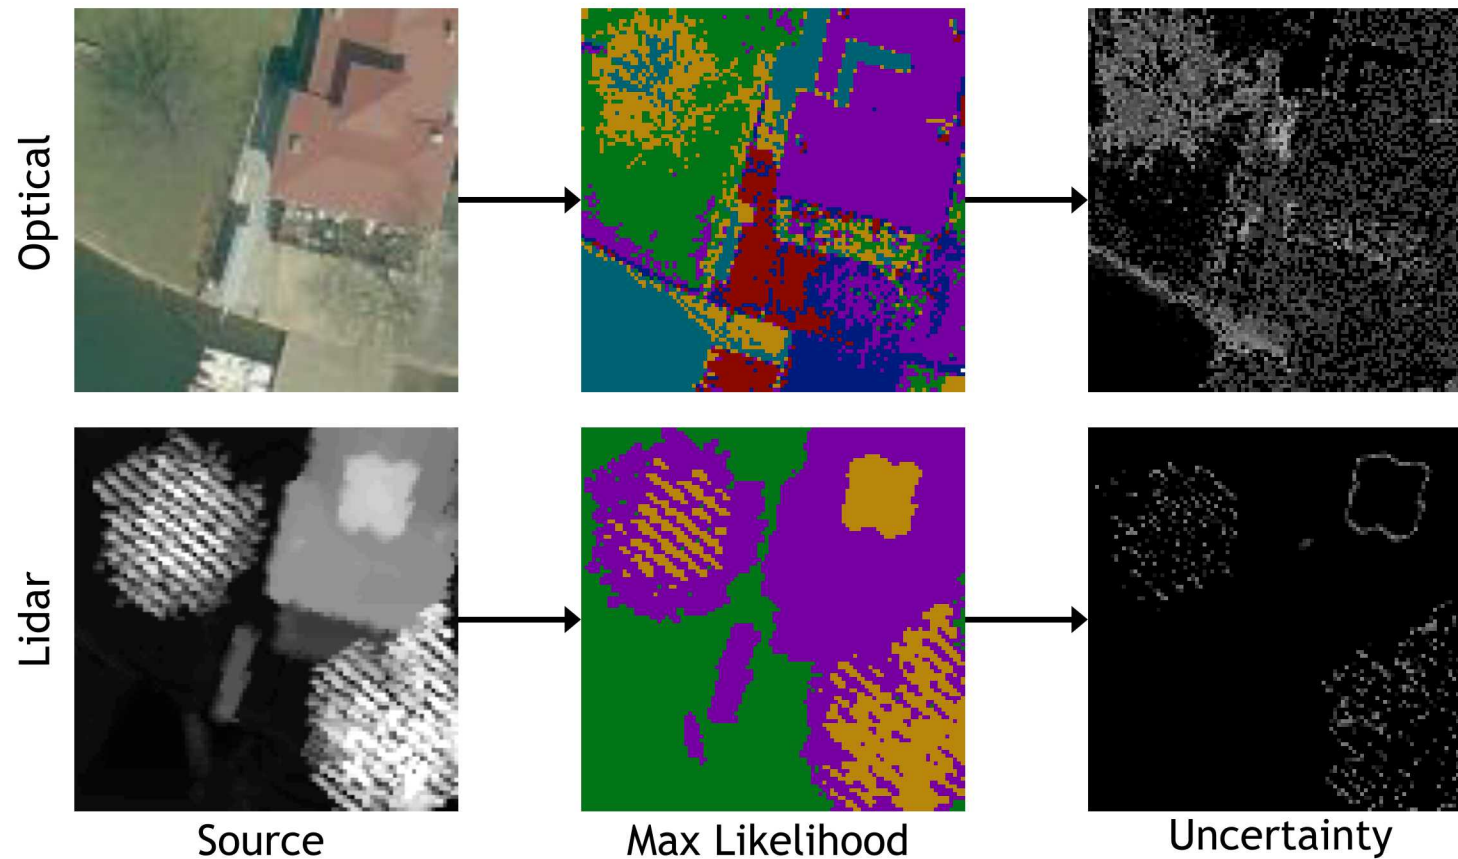 Optical
Lidar
Source
Max Likelihood
Uncertainty